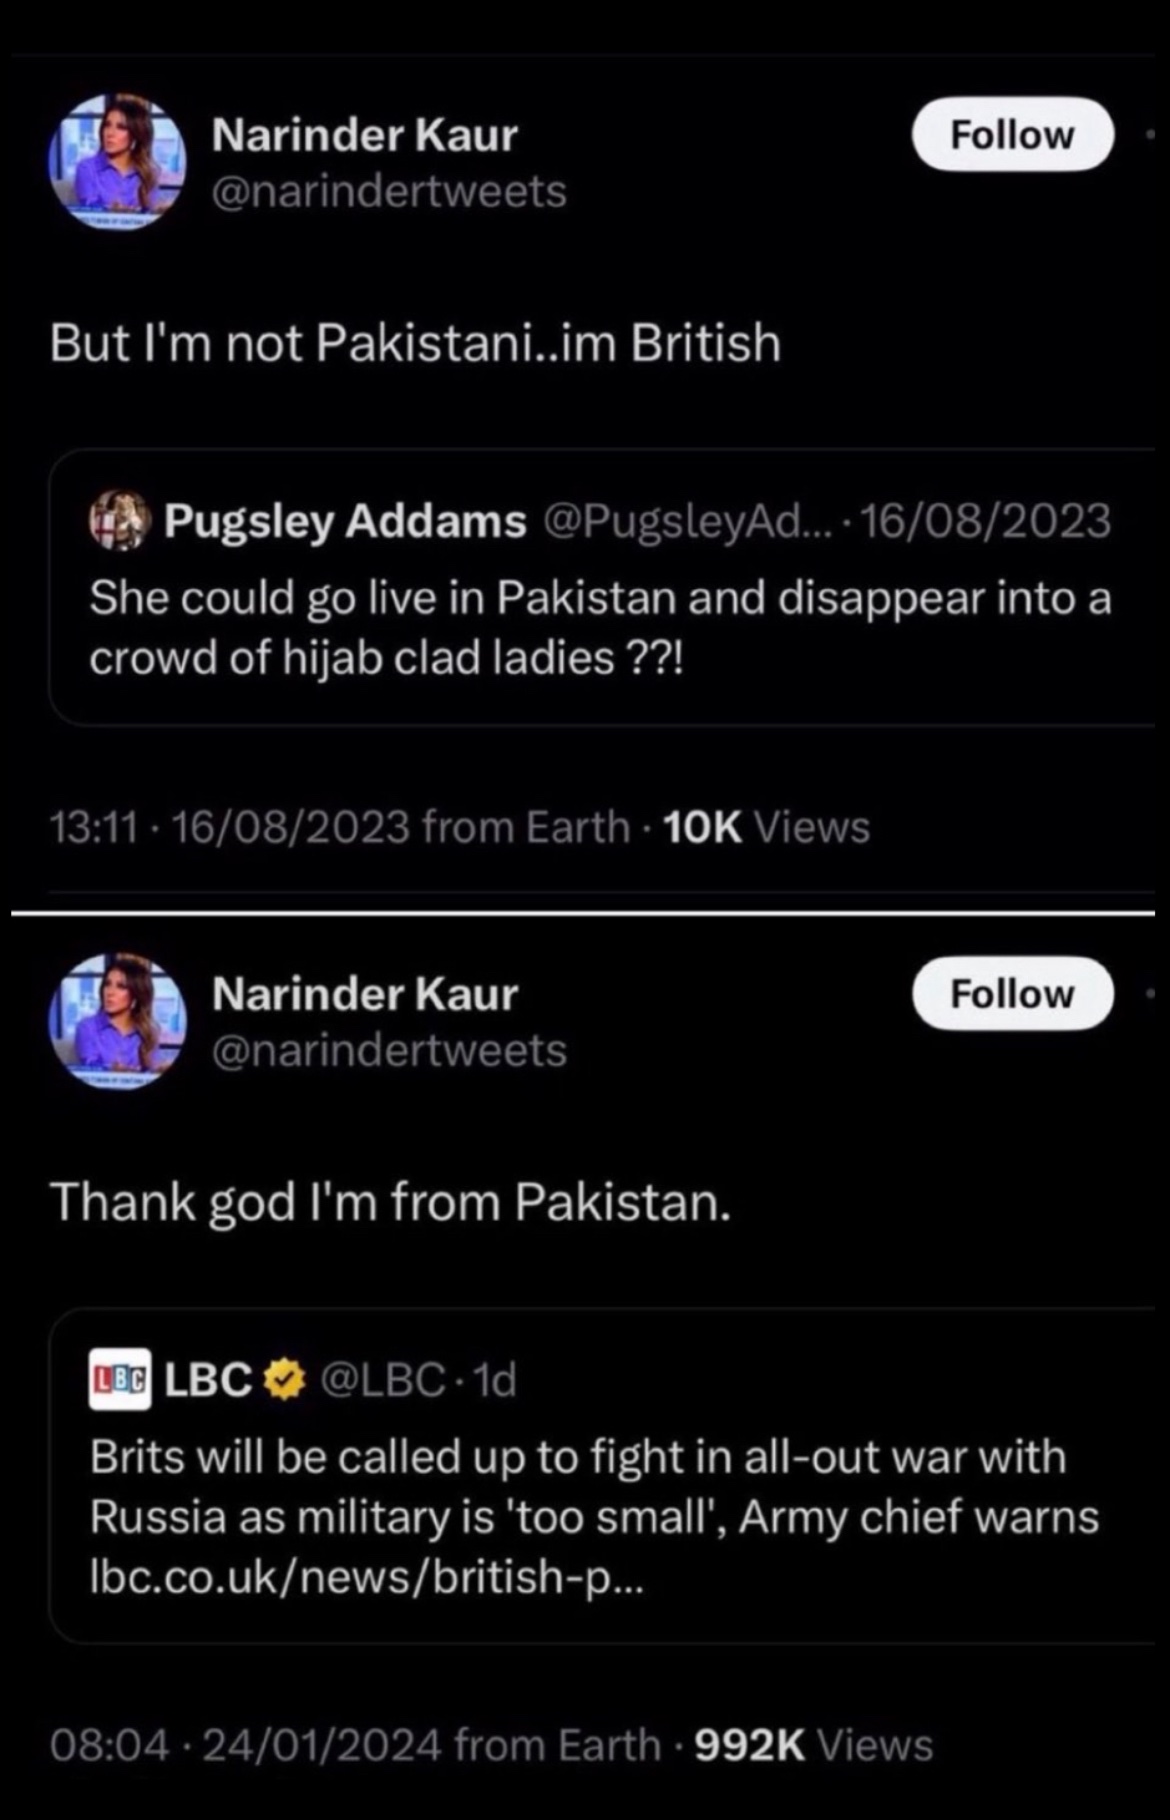 Narinder Kaur
Follow
@narindertweets
But I'm not Pakistani..im British
Pugsley Addams @PugsleyAd... · 16/08/2023
She could go live in Pakistan and disappear into a
crowd of hijab clad ladies ??!
13:11 · 16/08/2023 from Earth · 10K Views
Narinder Kaur
Follow
@narindertweets
Thank god I'm from Pakistan.
LBC
LBC @LBC · 1d
Brits will be called up to fight in all-out war with
Russia as military is 'too small', Army chief warns
lbc.co.uk/news/british-p...
08:04 · 24/01/2024 from Earth · 992K Views